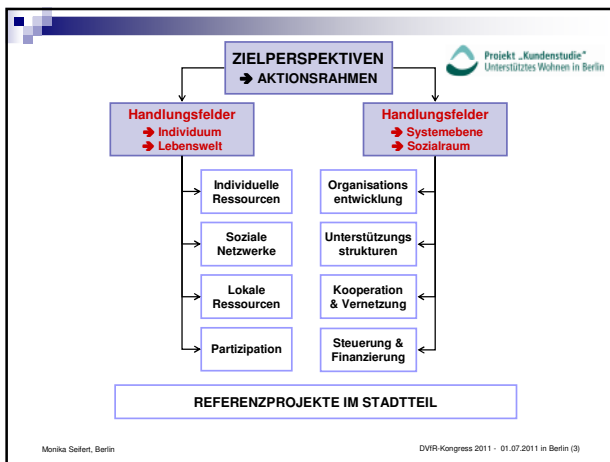 ZIELPERSPEKTIVEN
➔ AKTIONSRAHMEN
Projekt „Kundenstudie"
Unterstütztes Wohnen in Berlin
Handlungsfelder
➔ Individuum
➔ Lebenswelt
Handlungsfelder
➔ Systemebene
➔ Sozialraum
Individuelle
Ressourcen
Organisations
entwicklung
Soziale
Netzwerke
Unterstützungs
strukturen
Lokale
Ressourcen
Kooperation
& Vernetzung
Partizipation
Steuerung &
Finanzierung
REFERENZPROJEKTE IM STADTTEIL
Monika Seifert, Berlin
DVfR-Kongress 2011 - 01.07.2011 in Berlin (3)